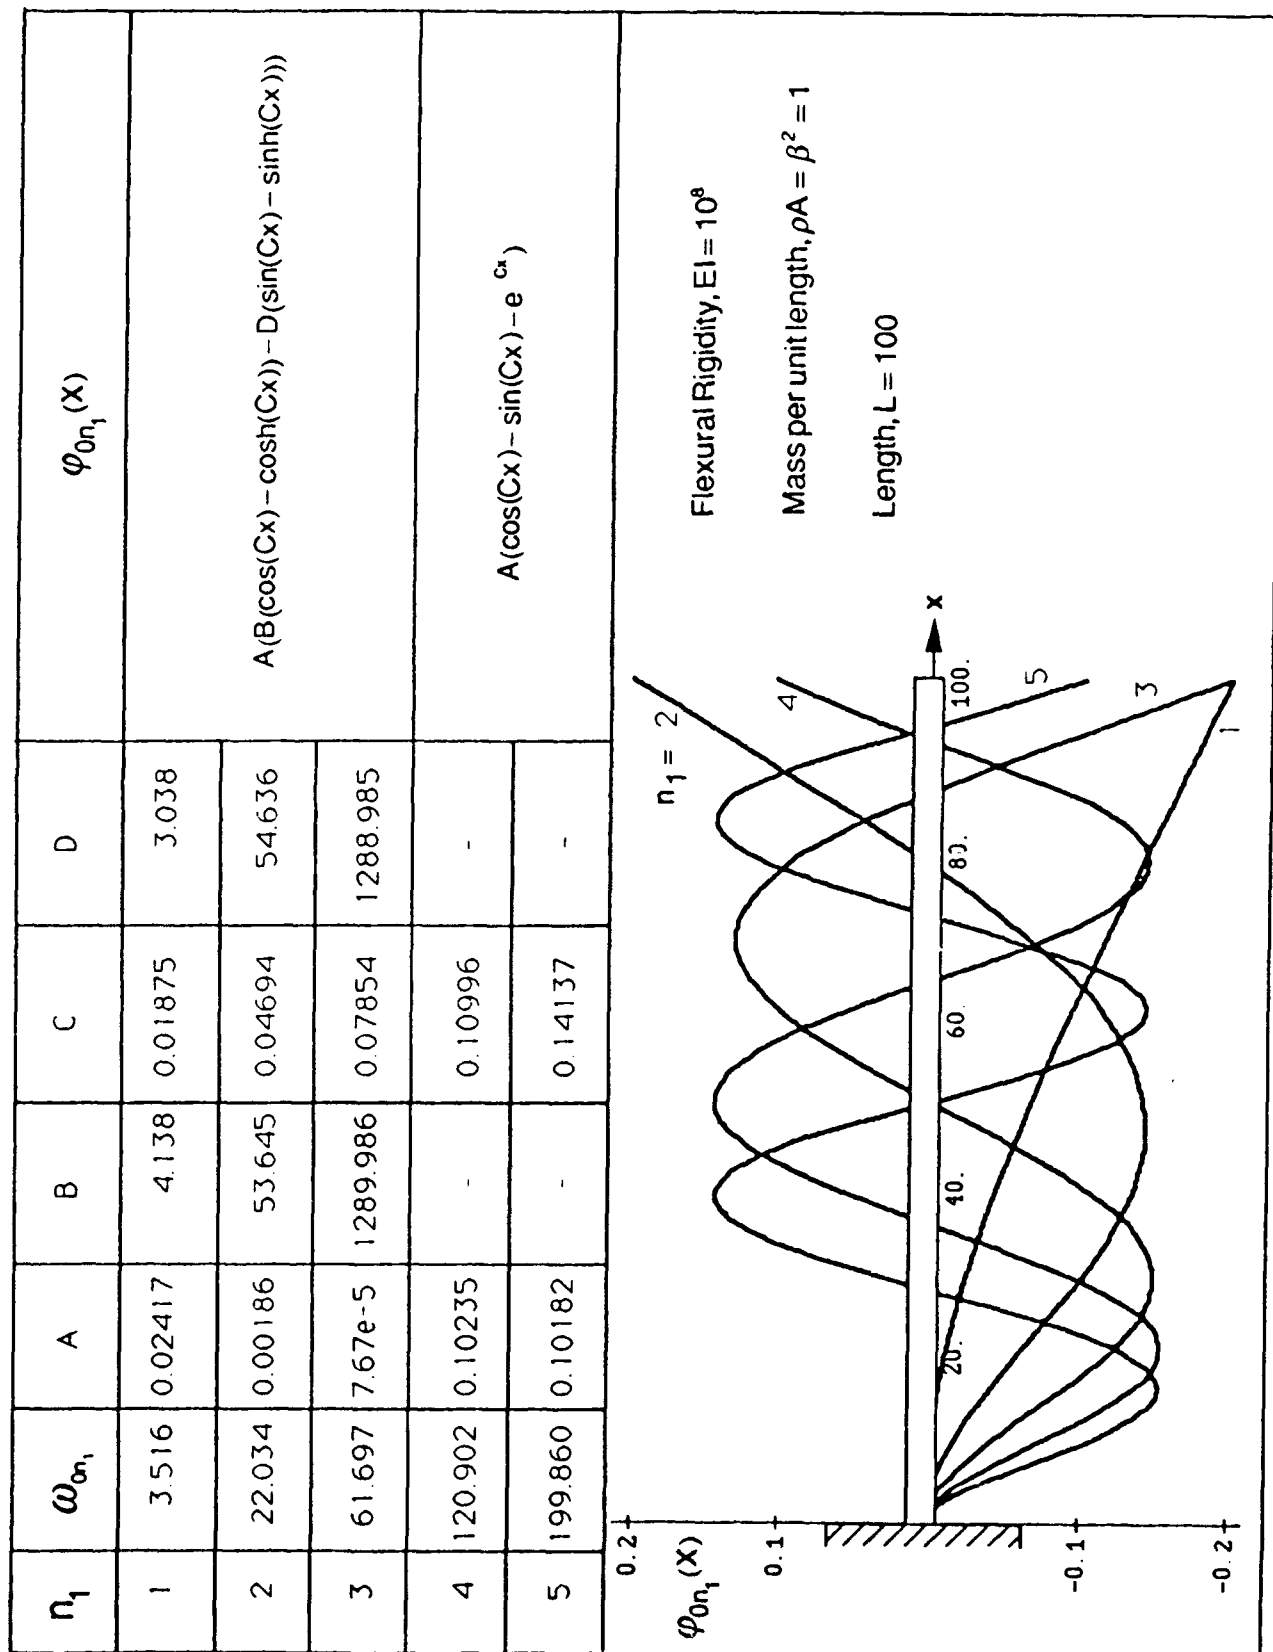 n₁ ω₀ₙ₁ A B C D φ₀ₙ₁(X)
1 3.516 0.02417 4.138 0.01875 3.038
2 22.034 0.00186 53.645 0.04694 54.636
3 61.697 7.67e-5 1289.986 0.07854 1288.985
A(B(cos(Cx)−cosh(Cx))−D(sin(Cx)−sinh(Cx)))
4 120.902 0.10235 - 0.10996 -
5 199.860 0.10182 - 0.14137 -
A(cos(Cx)−sin(Cx)−e ᶜˣ)
0.2
0.1
φ₀ₙ₁(X)
-0.1
-0.2
20. 40. 60. 80. 100. x
n₁ = 2
4
5
3
1
Flexural Rigidity, EI = 10⁸
Mass per unit length, ρA = β² = 1
Length, L = 100